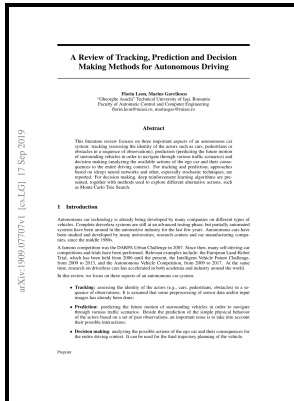 A Review of Tracking, Prediction and Decision
Making Methods for Autonomous Driving
Florin Leon, Marius Gavrilescu
"Gheorghe Asachi" Technical University of Iaşi, Romania
Faculty of Automatic Control and Computer Engineering
florin.leon@tuiasi.ro, mariusgav@tuiasi.ro
Abstract
This literature review focuses on three important aspects of an autonomous car
system: tracking (assessing the identity of the actors such as cars, pedestrians or
obstacles in a sequence of observations), prediction (predicting the future motion
of surrounding vehicles in order to navigate through various traffic scenarios) and
decision making (analyzing the available actions of the ego car and their conse-
quences to the entire driving context). For tracking and prediction, approaches
based on (deep) neural networks and other, especially stochastic techniques, are
reported. For decision making, deep reinforcement learning algorithms are pre-
sented, together with methods used to explore different alternative actions, such
as Monte Carlo Tree Search.
1 Introduction
Autonomous car technology is already being developed by many companies on different types of
vehicles. Complete driverless systems are still at an advanced testing phase, but partially automated
systems have been around in the automotive industry for the last few years. Autonomous cars have
been studied and developed by many universities, research centers and car manufacturing compa-
nies, since the middle 1980s.
A famous competition was the DARPA Urban Challenge in 2007. Since then, many self-driving car
competitions and trials have been performed. Relevant examples include: the European Land-Robot
Trial, which has been held from 2006 until the present, the Intelligent Vehicle Future Challenge,
from 2009 to 2013, and the Autonomous Vehicle Competition, from 2009 to 2017. At the same
time, research on driverless cars has accelerated in both academia and industry around the world.
In this review, we focus on three aspects of an autonomous car system:
• Tracking: assessing the identity of the actors (e.g., cars, pedestrians, obstacles) in a se-
quence of observations. It is assumed that some preprocessing of sensor data and/or input
images has already been done;
• Prediction: predicting the future motion of surrounding vehicles in order to navigate
through various traffic scenarios. Beside the prediction of the simple physical behavior
of the actors based on a set of past observations, an important issue is to take into account
their possible interactions;
• Decision making: analyzing the possible actions of the ego car and their consequences for
the entire driving context. It can be used for the final trajectory planning of the vehicle.
Preprint
arXiv:1909.07707v1 [cs.LG] 17 Sep 2019